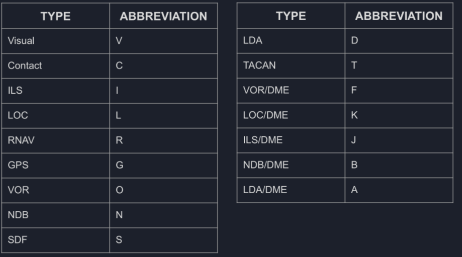 TYPE ABBREVIATION
Visual V
Contact C
ILS I
LOC L
RNAV R
GPS G
VOR O
NDB N
SDF S
TYPE ABBREVIATION
LDA D
TACAN T
VOR/DME F
LOC/DME K
ILS/DME J
NDB/DME B
LDA/DME A